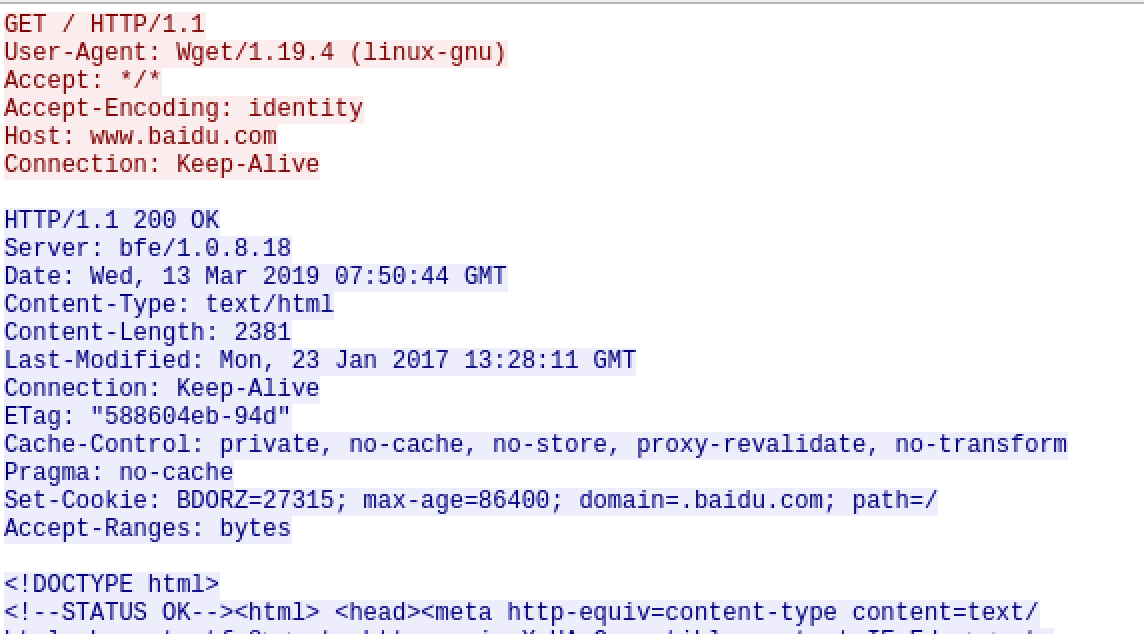 GET / HTTP/1.1
User-Agent: Wget/1.19.4 (linux-gnu)
Accept: */*
Accept-Encoding: identity
Host: www.baidu.com
Connection: Keep-Alive
HTTP/1.1 200 OK
Server: bfe/1.0.8.18
Date: Wed, 13 Mar 2019 07:50:44 GMT
Content-Type: text/html
Content-Length: 2381
Last-Modified: Mon, 23 Jan 2017 13:28:11 GMT
Connection: Keep-Alive
ETag: "588604eb-94d"
Cache-Control: private, no-cache, no-store, proxy-revalidate, no-transform
Pragma: no-cache
Set-Cookie: BDORZ=27315; max-age=86400; domain=.baidu.com; path=/
Accept-Ranges: bytes
<!DOCTYPE html>
<!--STATUS OK--><html> <head><meta http-equiv=content-type content=text/